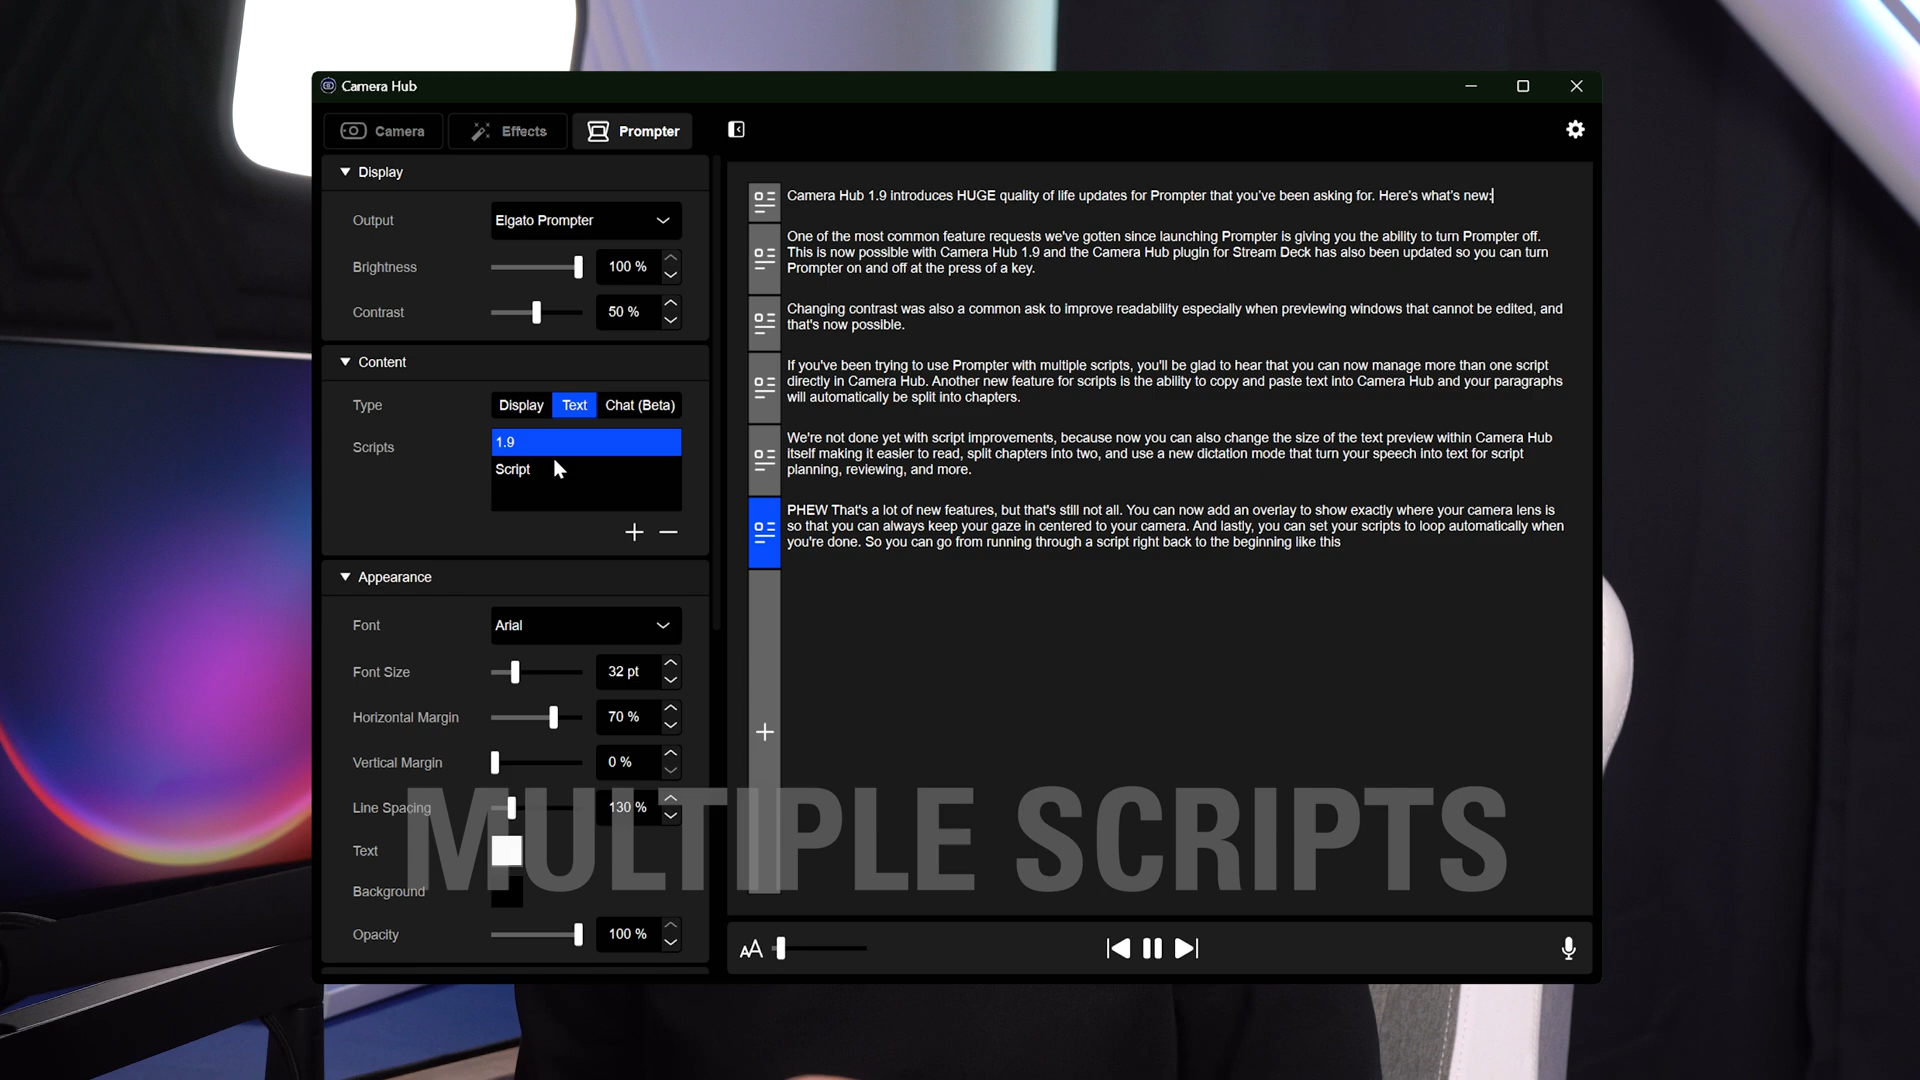 Camera Hub
Camera
Effects
Prompter
Display
Output
Elgato Prompter
Brightness
100 %
Contrast
50 %
Content
Type
Display
Text
Chat (Beta)
Scripts
1.9
Script
Appearance
Font
Arial
Font Size
32 pt
Horizontal Margin
70 %
Vertical Margin
0 %
Line Spacing
130 %
Text
Background
Opacity
100 %
Camera Hub 1.9 introduces HUGE quality of life updates for Prompter that you've been asking for. Here's what's new:
One of the most common feature requests we've gotten since launching Prompter is giving you the ability to turn Prompter off.
This is now possible with Camera Hub 1.9 and the Camera Hub plugin for Stream Deck has also been updated so you can turn
Prompter on and off at the press of a key.
Changing contrast was also a common ask to improve readability especially when previewing windows that cannot be edited, and
that's now possible.
If you've been trying to use Prompter with multiple scripts, you'll be glad to hear that you can now manage more than one script
directly in Camera Hub. Another new feature for scripts is the ability to copy and paste text into Camera Hub and your paragraphs
will automatically be split into chapters.
We're not done yet with script improvements, because now you can also change the size of the text preview within Camera Hub
itself making it easier to read, split chapters into two, and use a new dictation mode that turn your speech into text for script
planning, reviewing, and more.
PHEW That's a lot of new features, but that's still not all. You can now add an overlay to show exactly where your camera lens is
so that you can always keep your gaze in centered to your camera. And lastly, you can set your scripts to loop automatically when
you're done. So you can go from running through a script right back to the beginning like this
MULTIPLE SCRIPTS
AA